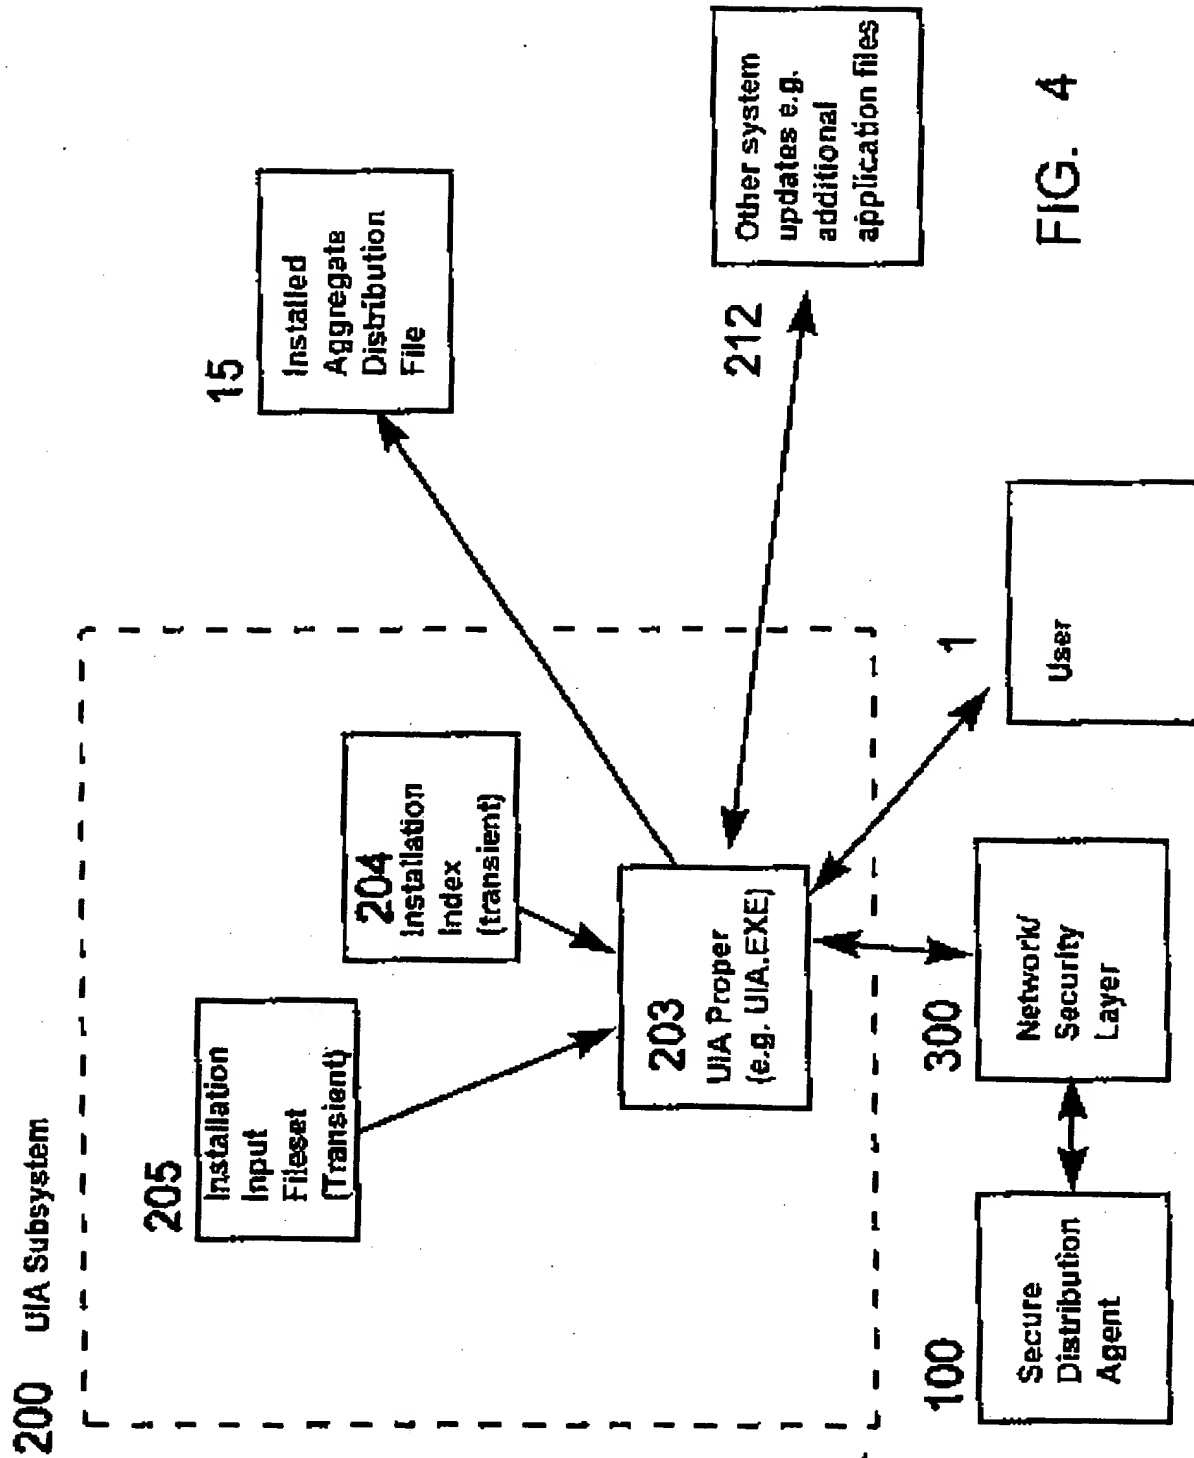 200 UIA Subsystem
205
Installation
Input
Fileset
(Transient)
204
Installation
Index
(transient)
15
Installed
Aggregate
Distribution
File
203
UIA Proper
(e.g. UIA.EXE)
212
Other system
updates e.g.
additional
application files
100
Secure
Distribution
Agent
300
Network/
Security
Layer
1
User
FIG. 4